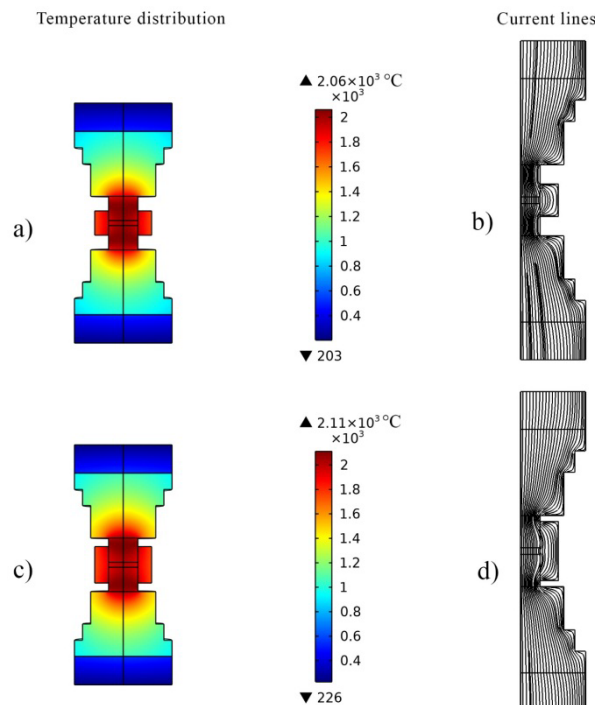 Temperature distribution
Current lines
▲ 2.06×10³ °C
×10³
2
1.8
1.6
1.4
1.2
1
0.8
0.6
0.4
▼ 203
a)
b)
▲ 2.11×10³ °C
×10³
2
1.8
1.6
1.4
1.2
1
0.8
0.6
0.4
▼ 226
c)
d)